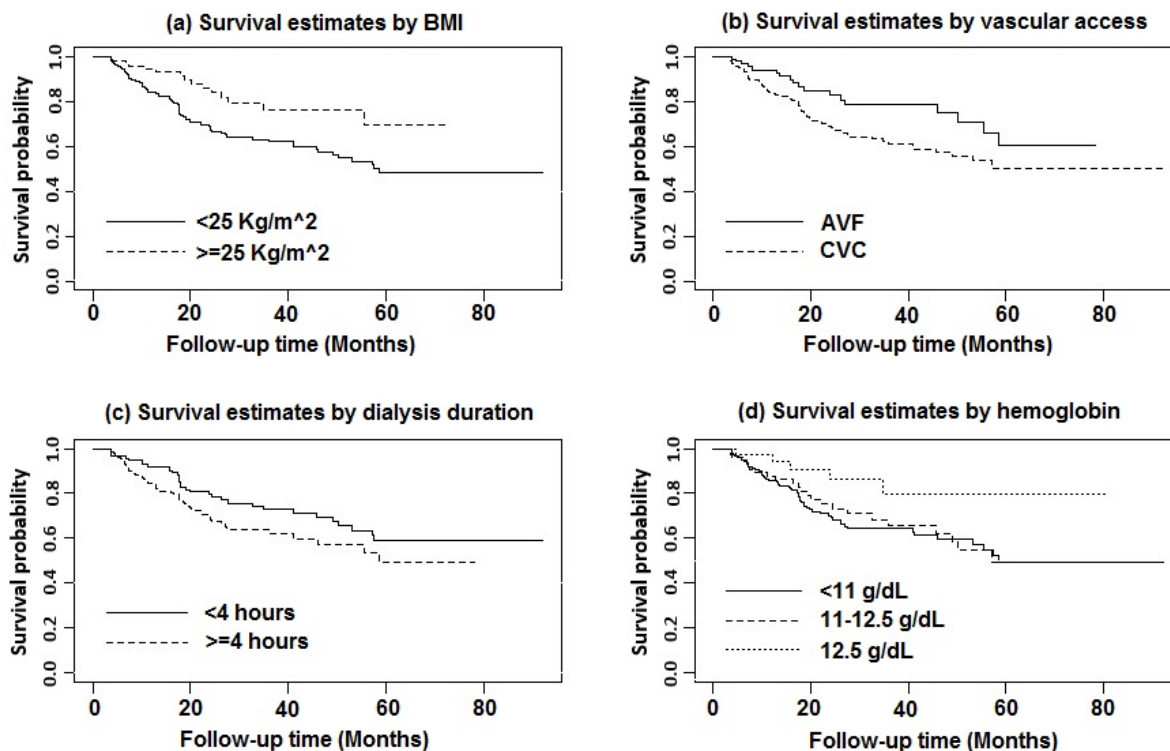 (a) Survival estimates by BMI
Survival probability
0.0 0.2 0.4 0.6 0.8 1.0
<25 Kg/m^2
>=25 Kg/m^2
0 20 40 60 80
Follow-up time (Months)
(b) Survival estimates by vascular access
Survival probability
0.0 0.2 0.4 0.6 0.8 1.0
AVF
CVC
0 20 40 60 80
Follow-up time (Months)
(c) Survival estimates by dialysis duration
Survival probability
0.0 0.2 0.4 0.6 0.8 1.0
<4 hours
>=4 hours
0 20 40 60 80
Follow-up time (Months)
(d) Survival estimates by hemoglobin
Survival probability
0.0 0.2 0.4 0.6 0.8 1.0
<11 g/dL
11-12.5 g/dL
12.5 g/dL
0 20 40 60 80
Follow-up time (Months)